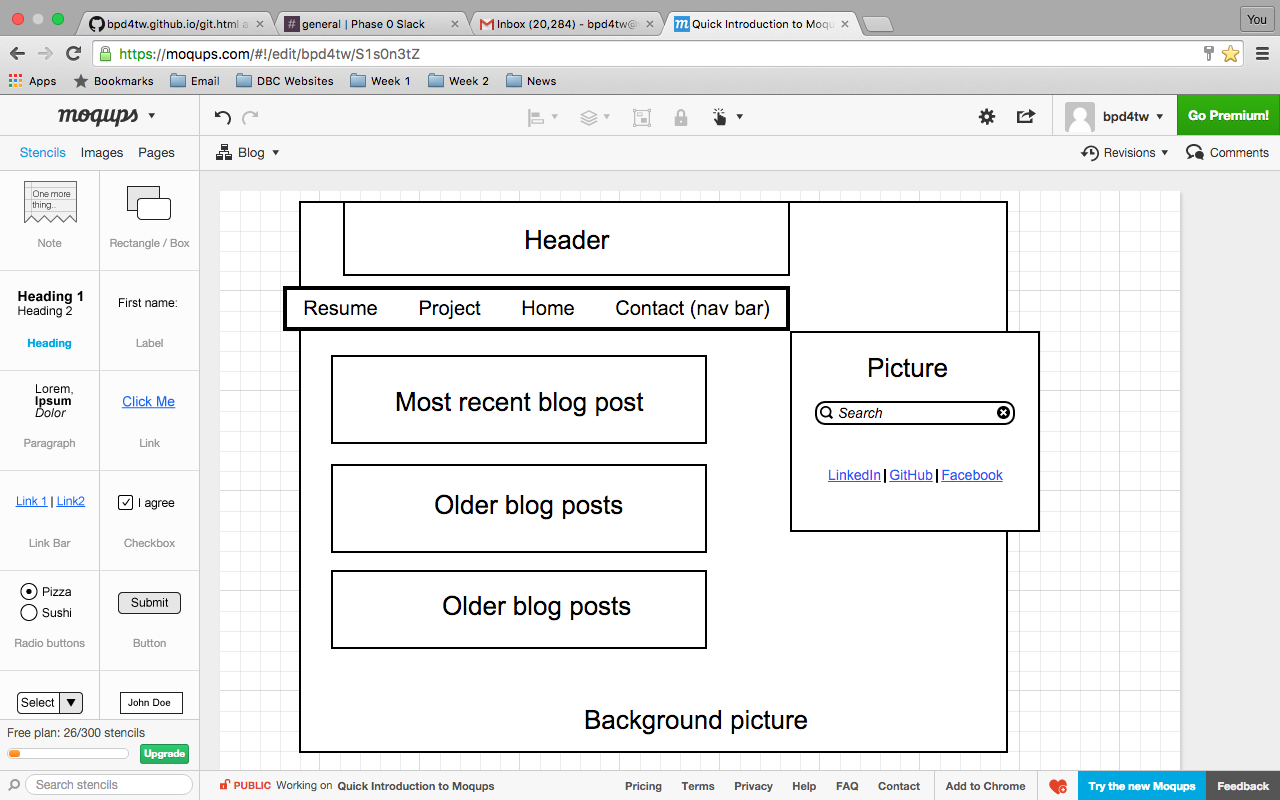 bpd4tw.github.io/git.html a
# general | Phase 0 Slack
Inbox (20,284) - bpd4tw@
Quick Introduction to Moqu
You
https://moqups.com/#!/edit/bpd4tw/S1s0n3tZ
Apps Bookmarks Email DBC Websites Week 1 Week 2 News
moqups
bpd4tw
Go Premium!
Stencils Images Pages
Blog
Revisions
Comments
One more
thing..
Note
Rectangle / Box
Heading 1
Heading 2
Heading
First name:
Label
Lorem,
Ipsum
Dolor
Paragraph
Click Me
Link
Link 1 | Link2
Link Bar
I agree
Checkbox
Pizza
Sushi
Radio buttons
Submit
Button
Select
John Doe
Free plan: 26/300 stencils
Upgrade
Search stencils
Header
Resume Project Home Contact (nav bar)
Most recent blog post
Older blog posts
Older blog posts
Background picture
Picture
Search
LinkedIn | GitHub | Facebook
PUBLIC Working on Quick Introduction to Moqups
Pricing Terms Privacy Help FAQ Contact
Add to Chrome
Try the new Moqups
Feedback